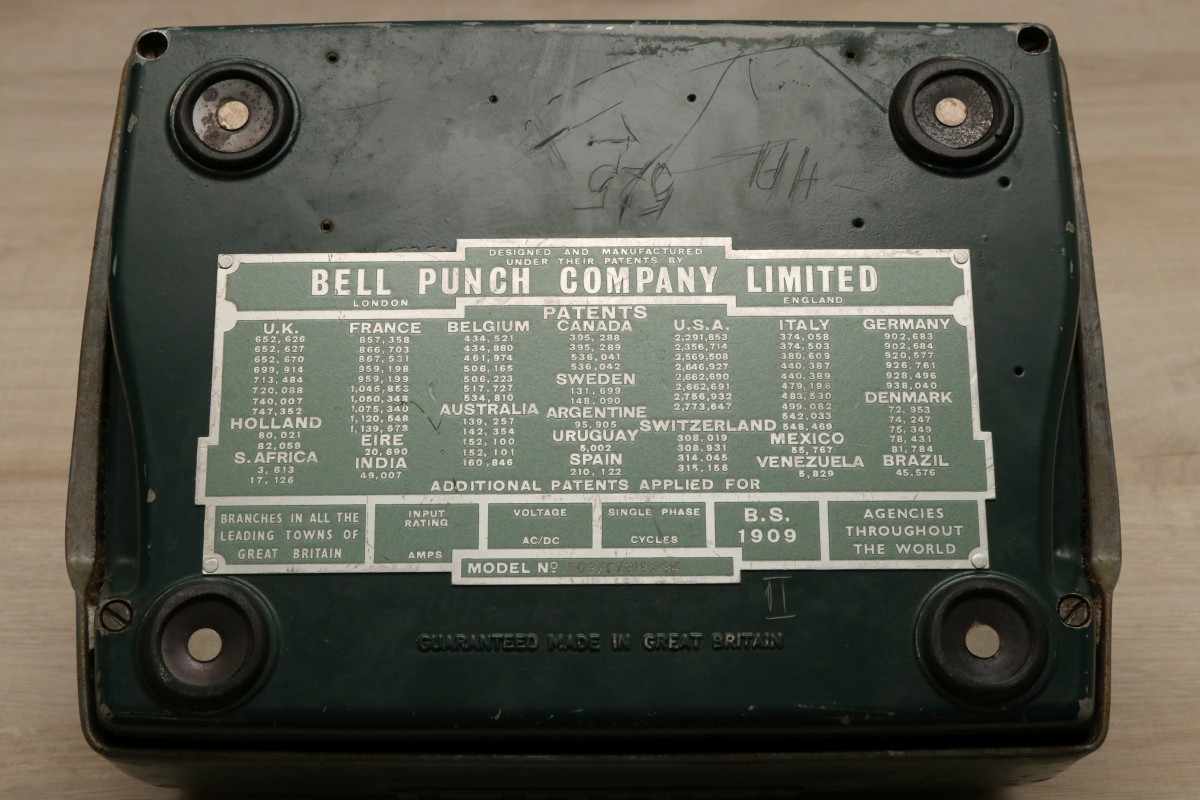 DESIGNED AND MANUFACTURED
UNDER THEIR PATENTS BY
BELL PUNCH COMPANY LIMITED
LONDON ENGLAND
PATENTS
U.K.
652,626
652,627
652,670
699,914
713,484
720,088
740,007
747,352
HOLLAND
80,021
82,059
S.AFRICA
3,613
17,126
FRANCE
857,358
866,703
867,531
959,198
959,199
1,046,853
1,060,348
1,075,340
1,120,548
1,139,573
EIRE
20,690
INDIA
49,007
BELGIUM
434,521
434,880
461,974
506,165
506,223
517,727
534,810
AUSTRALIA
139,257
142,354
152,100
152,101
160,846
CANADA
395,288
395,289
536,041
536,042
SWEDEN
131,699
148,090
ARGENTINE
95,905
URUGUAY
5,002
SPAIN
210,122
U.S.A.
2,291,853
2,356,714
2,569,508
2,646,927
2,662,690
2,662,691
2,756,932
2,773,647
SWITZERLAND
308,019
308,931
314,045
315,156
ITALY
374,058
374,503
380,609
440,387
440,389
479,196
483,530
499,082
542,033
548,469
MEXICO
55,767
VENEZUELA
5,829
GERMANY
902,683
902,684
920,577
926,761
928,496
938,040
DENMARK
72,953
74,247
75,349
78,431
81,784
BRAZIL
45,576
ADDITIONAL PATENTS APPLIED FOR
BRANCHES IN ALL THE
LEADING TOWNS OF
GREAT BRITAIN
INPUT
RATING
AMPS
VOLTAGE
AC/DC
SINGLE PHASE
CYCLES
B.S.
1909
AGENCIES
THROUGHOUT
THE WORLD
MODEL Nº
II
GUARANTEED MADE IN GREAT BRITAIN